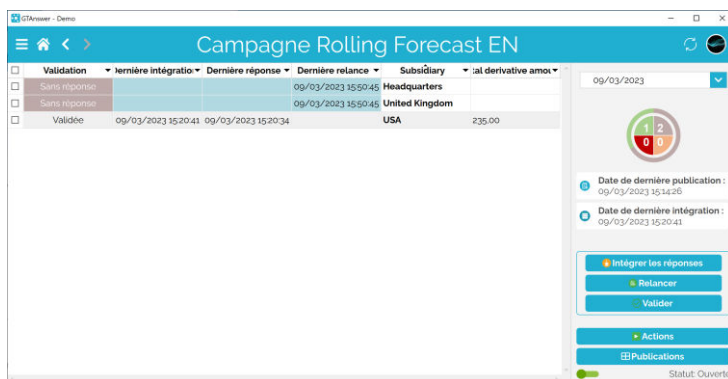 GTAnswer - Demo
Campagne Rolling Forecast EN
Validation Dernière intégration Dernière réponse Dernière relance Subsidiary :al derivative amou
Sans réponse 09/03/2023 15:50:45 Headquarters
Sans réponse 09/03/2023 15:50:45 United Kingdom
Validée 09/03/2023 15:20:41 09/03/2023 15:20:34 USA 235.00
09/03/2023
1 2
0 0
Date de dernière publication :
09/03/2023 15:14:26
Date de dernière intégration :
09/03/2023 15:20:41
Intégrer les réponses
Relancer
Valider
Actions
Publications
Statut: Ouverte